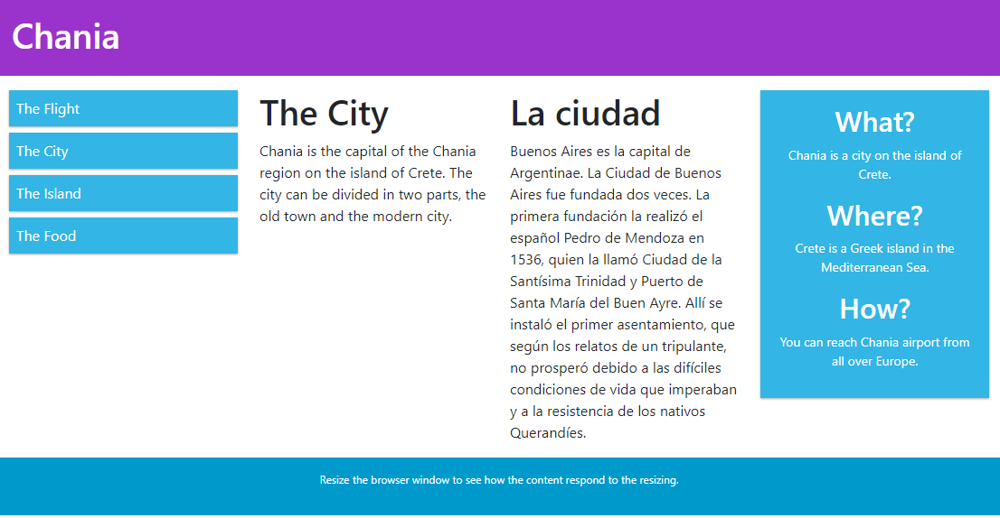 Chania
The Flight
The City
The Island
The Food
The City
Chania is the capital of the Chania
region on the island of Crete. The
city can be divided in two parts, the
old town and the modern city.
La ciudad
Buenos Aires es la capital de
Argentinae. La Ciudad de Buenos
Aires fue fundada dos veces. La
primera fundación la realizó el
español Pedro de Mendoza en
1536, quien la llamó Ciudad de la
Santísima Trinidad y Puerto de
Santa María del Buen Ayre. Allí se
instaló el primer asentamiento, que
según los relatos de un tripulante,
no prosperó debido a las difíciles
condiciones de vida que imperaban
y a la resistencia de los nativos
Querandíes.
What?
Chania is a city on the island of
Crete.
Where?
Crete is a Greek island in the
Mediterranean Sea.
How?
You can reach Chania airport from
all over Europe.
Resize the browser window to see how the content respond to the resizing.